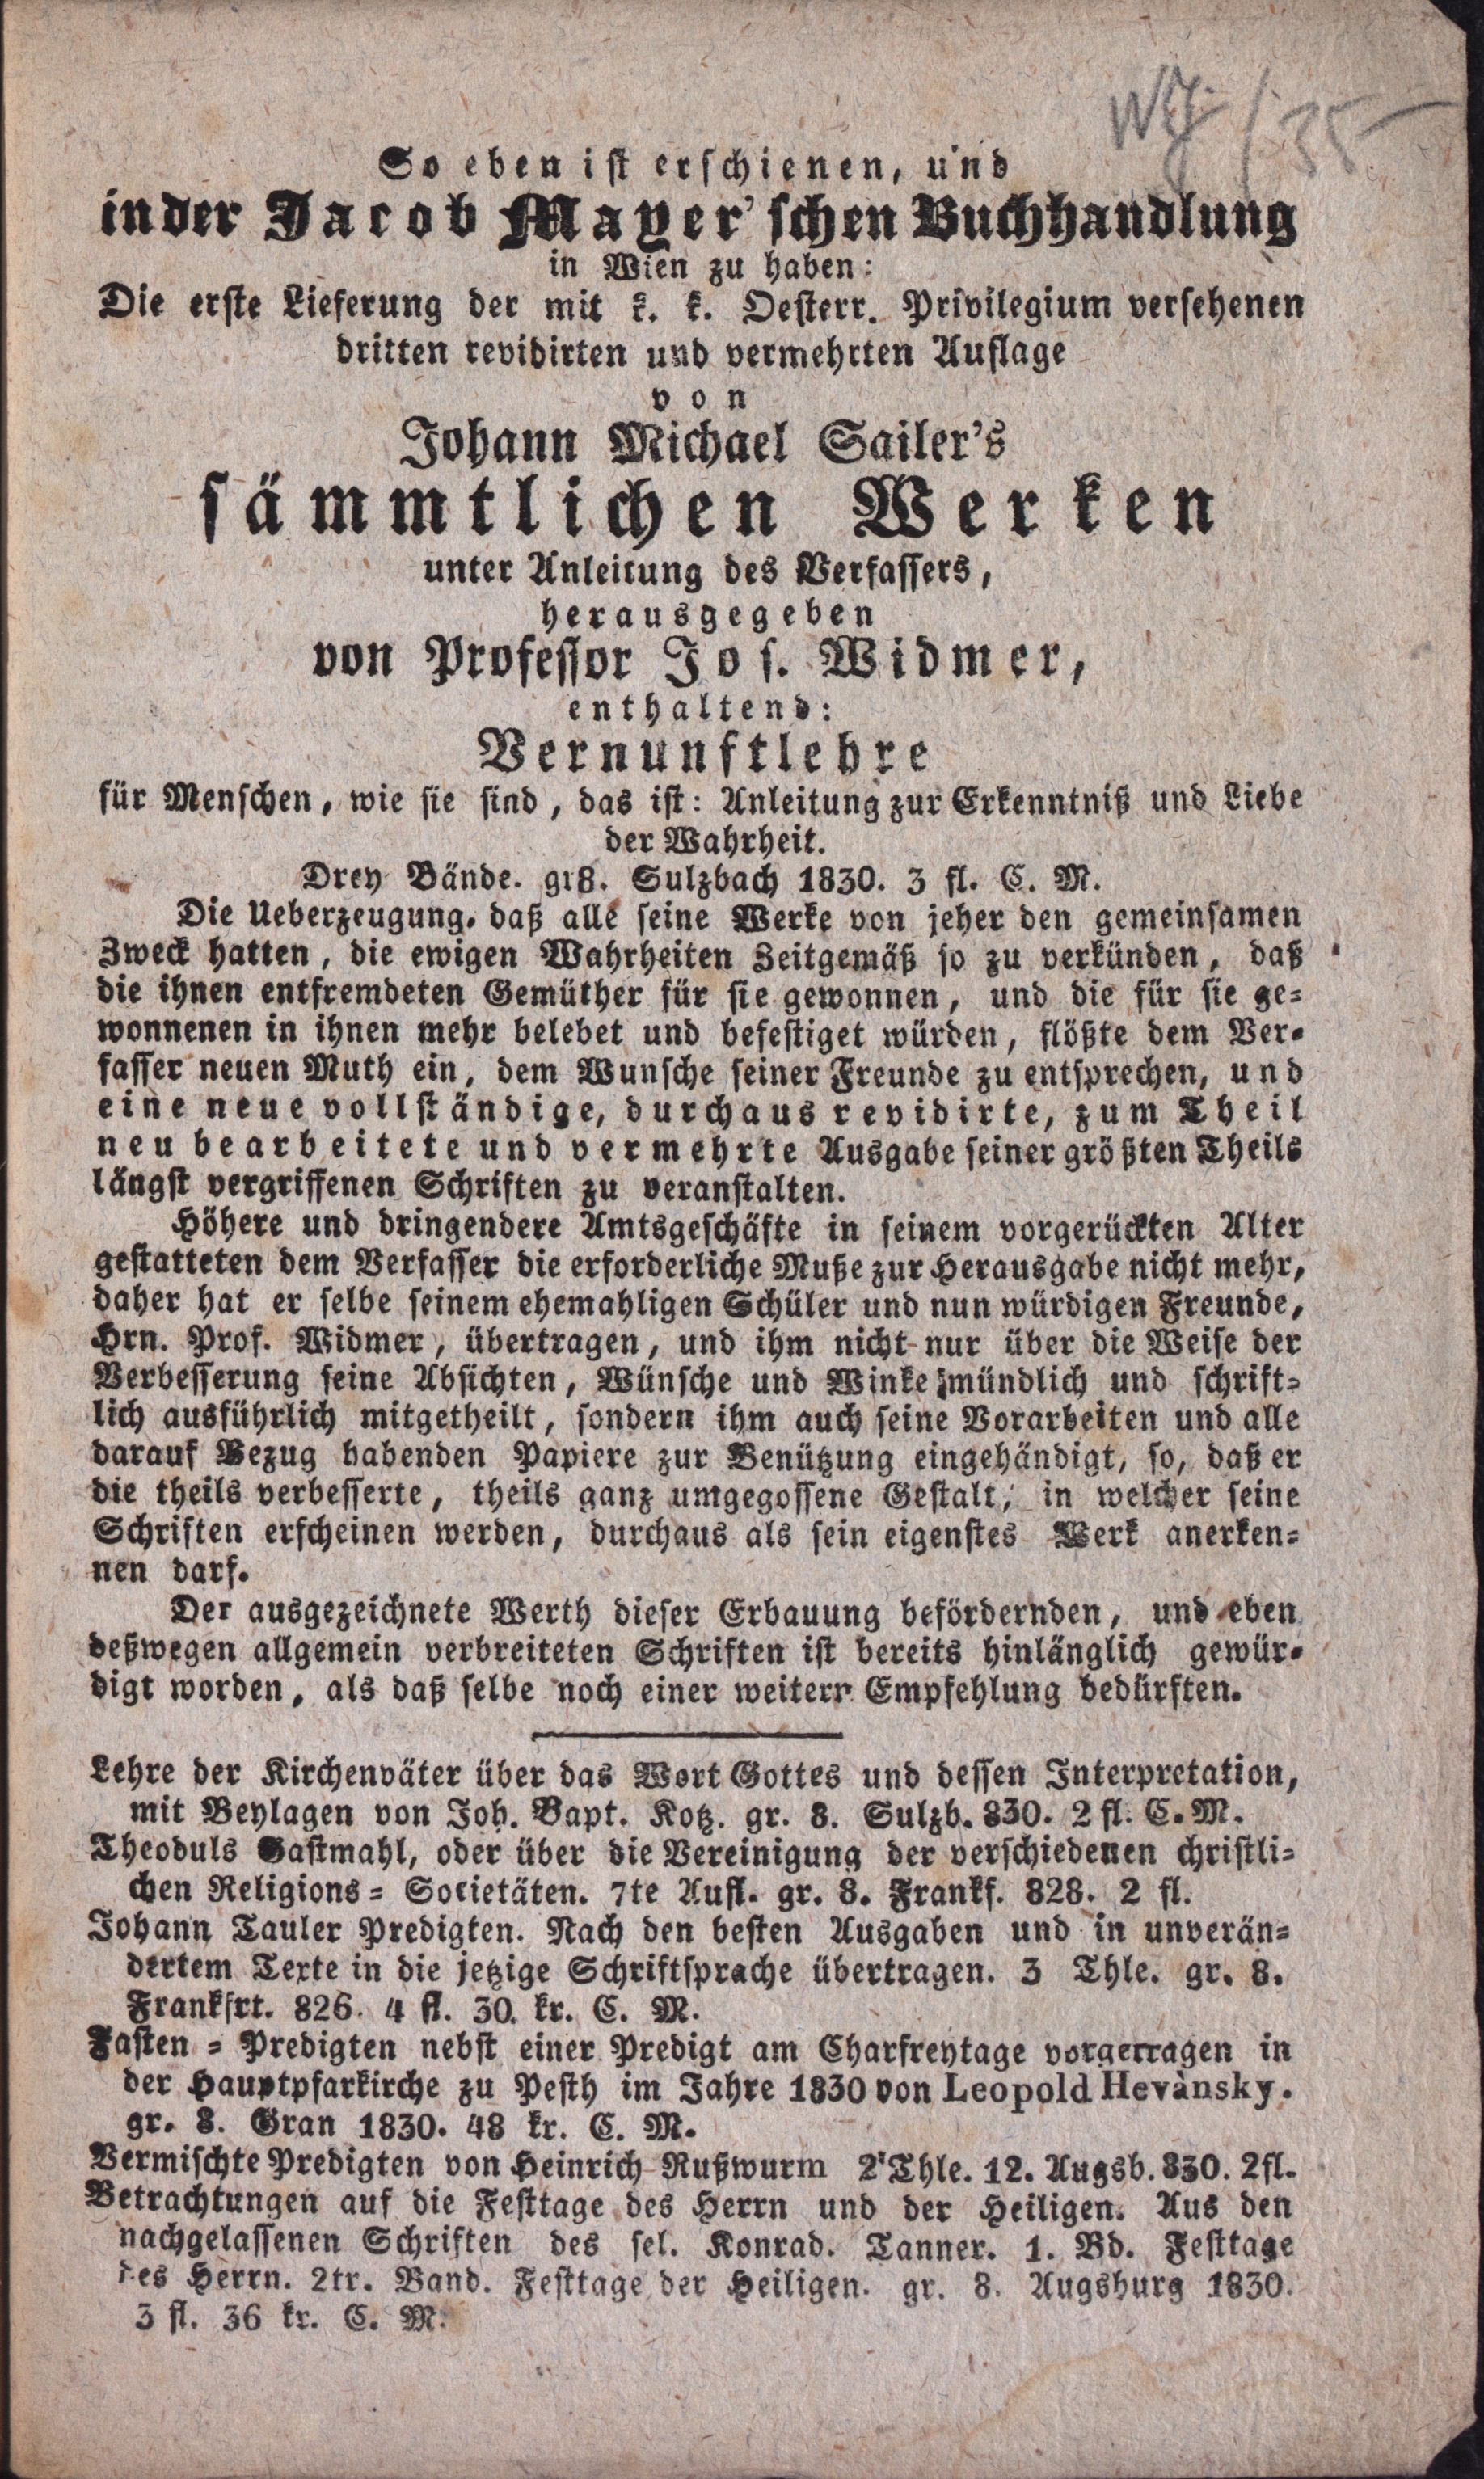 So eben ist erschienen, und
in der Jacob Mayer'schen Buchhandlung
in Wien zu haben:
Die erste Lieferung der mit k. k. Oesterr. Privilegium versehenen
dritten revidirten und vermehrten Auflage
von
Johann Michael Sailer's
sämmtlichen Werken
unter Anleitung des Verfassers,
herausgegeben
von Professor Jos. Widmer,
enthaltend:
Vernunftlehre
für Menschen, wie sie sind, das ist: Anleitung zur Erkenntniß und Liebe
der Wahrheit.
Drey Bände. gr8. Sulzbach 1830. 3 fl. C. M.
Die Ueberzeugung, daß alle seine Werke von jeher den gemeinsamen
Zweck hatten, die ewigen Wahrheiten Zeitgemäß so zu verkünden, daß
die ihnen entfremdeten Gemüther für sie gewonnen, und die für sie ge-
wonnenen in ihnen mehr belebet und befestiget würden, flößte dem Ver-
fasser neuen Muth ein, dem Wunsche seiner Freunde zu entsprechen, und
eine neue vollständige, durchaus revidirte, zum Theil
neu bearbeitete und vermehrte Ausgabe seiner größten Theils
längst vergriffenen Schriften zu veranstalten.
Höhere und dringendere Amtsgeschäfte in seinem vorgerückten Alter
gestatteten dem Verfasser die erforderliche Muße zur Herausgabe nicht mehr,
daher hat er selbe seinem ehemahligen Schüler und nun würdigen Freunde,
Hrn. Prof. Widmer, übertragen, und ihm nicht nur über die Weise der
Verbesserung seine Absichten, Wünsche und Winke mündlich und schrift-
lich ausführlich mitgetheilt, sondern ihm auch seine Vorarbeiten und alle
darauf Bezug habenden Papiere zur Benützung eingehändigt, so, daß er
die theils verbesserte, theils ganz umgegossene Gestalt, in welcher seine
Schriften erscheinen werden, durchaus als sein eigenstes Werk anerken-
nen darf.
Der ausgezeichnete Werth dieser Erbauung befördernden, und eben
deßwegen allgemein verbreiteten Schriften ist bereits hinlänglich gewür-
digt worden, als daß selbe noch einer weitern Empfehlung bedürften.
Lehre der Kirchenväter über das Wort Gottes und dessen Interpretation,
mit Beylagen von Joh. Bapt. Kotz. gr. 8. Sulzb. 830. 2 fl. C. M.
Theoduls Gastmahl, oder über die Vereinigung der verschiedenen christli-
chen Religions-Societäten. 7te Aufl. gr. 8. Frankf. 828. 2 fl.
Johann Tauler Predigten. Nach den besten Ausgaben und in unverän-
dertem Texte in die jetzige Schriftsprache übertragen. 3 Thle. gr. 8.
Frankfrt. 826. 4 fl. 30. kr. C. M.
Fasten-Predigten nebst einer Predigt am Charfreytage vorgetragen in
der Hauptpfarkirche zu Pesth im Jahre 1830 von Leopold Hevànsky.
gr. 8. Gran 1830. 48 kr. C. M.
Vermischte Predigten von Heinrich Rußwurm 2 Thle. 12. Augsb. 830. 2fl.
Betrachtungen auf die Festtage des Herrn und der Heiligen. Aus den
nachgelassenen Schriften des sel. Konrad. Tanner. 1. Bd. Festtage
des Herrn. 2tr. Band. Festtage der Heiligen. gr. 8. Augsburg 1830.
3 fl. 36 kr. C. M.